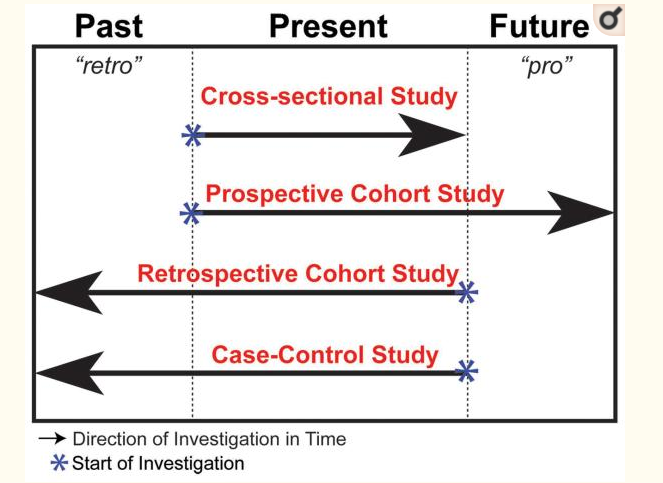 Past Present Future
“retro” “pro”
Cross-sectional Study
Prospective Cohort Study
Retrospective Cohort Study
Case-Control Study
Direction of Investigation in Time
Start of Investigation